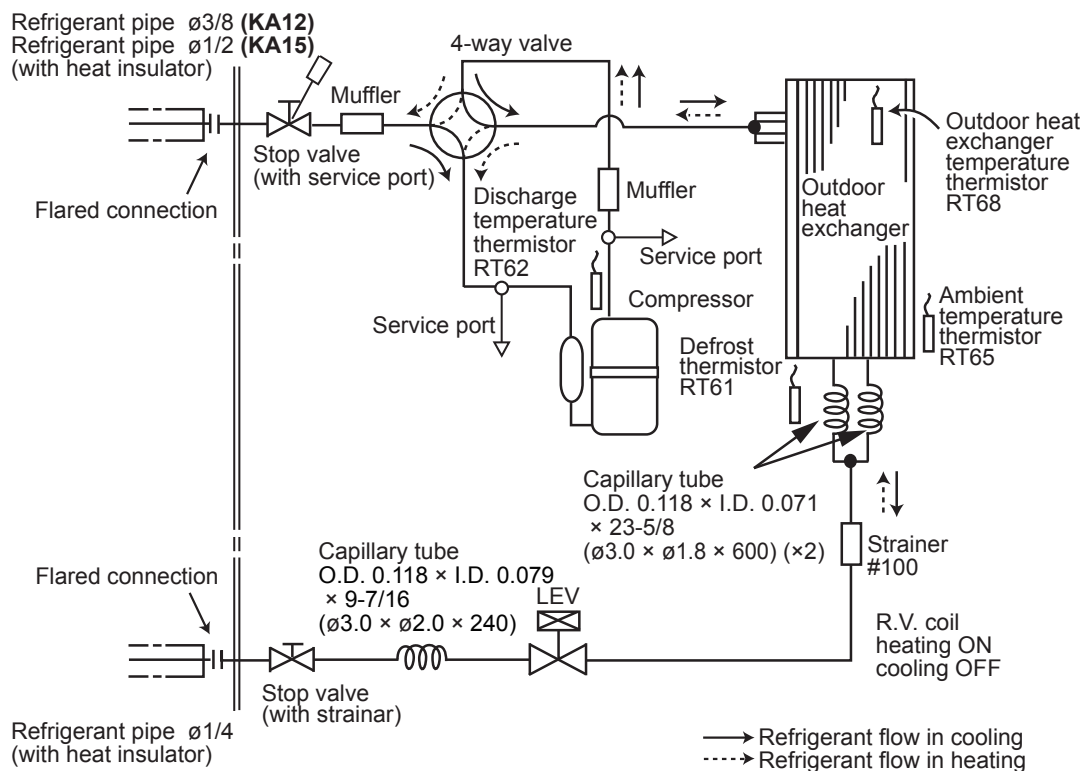 Refrigerant pipe ø3/8 (KA12)
Refrigerant pipe ø1/2 (KA15)
(with heat insulator)
4-way valve
Muffler
Stop valve
(with service port)
Flared connection
Discharge
temperature
thermistor
RT62
Muffler
Service port
Service port
Compressor
Outdoor
heat
exchanger
Outdoor heat
exchanger
temperature
thermistor
RT68
Ambient
temperature
thermistor
RT65
Defrost
thermistor
RT61
Capillary tube
O.D. 0.118 × I.D. 0.071
× 23-5/8
(ø3.0 × ø1.8 × 600) (×2)
Strainer
#100
Flared connection
Capillary tube
O.D. 0.118 × I.D. 0.079
× 9-7/16
(ø3.0 × ø2.0 × 240)
LEV
R.V. coil
heating ON
cooling OFF
Stop valve
(with strainar)
Refrigerant pipe ø1/4
(with heat insulator)
Refrigerant flow in cooling
Refrigerant flow in heating